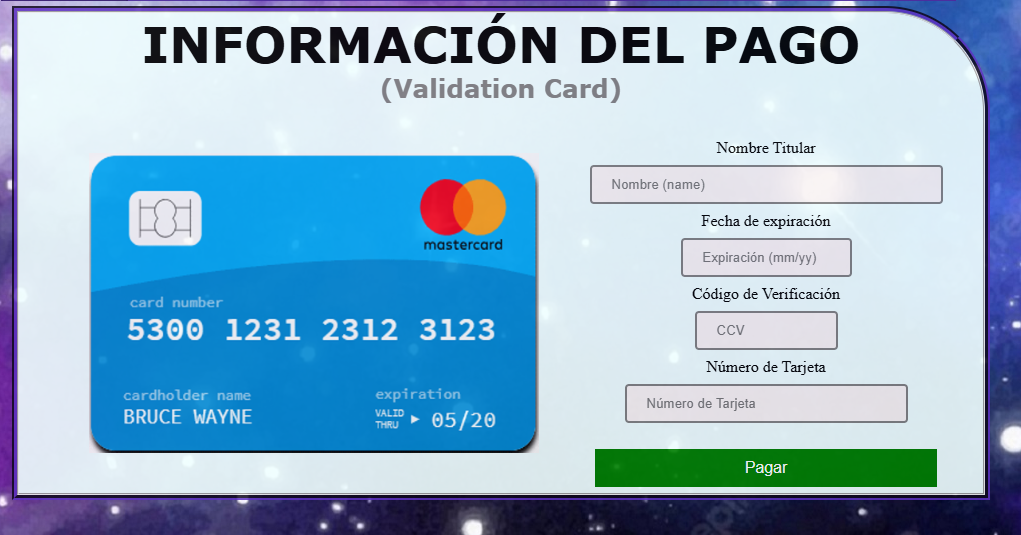 INFORMACIÓN DEL PAGO
(Validation Card)
mastercard
card number
5300 1231 2312 3123
cardholder name
BRUCE WAYNE
expiration
VALID
THRU
05/20
Nombre Titular
Nombre (name)
Fecha de expiración
Expiración (mm/yy)
Código de Verificación
CCV
Número de Tarjeta
Número de Tarjeta
Pagar